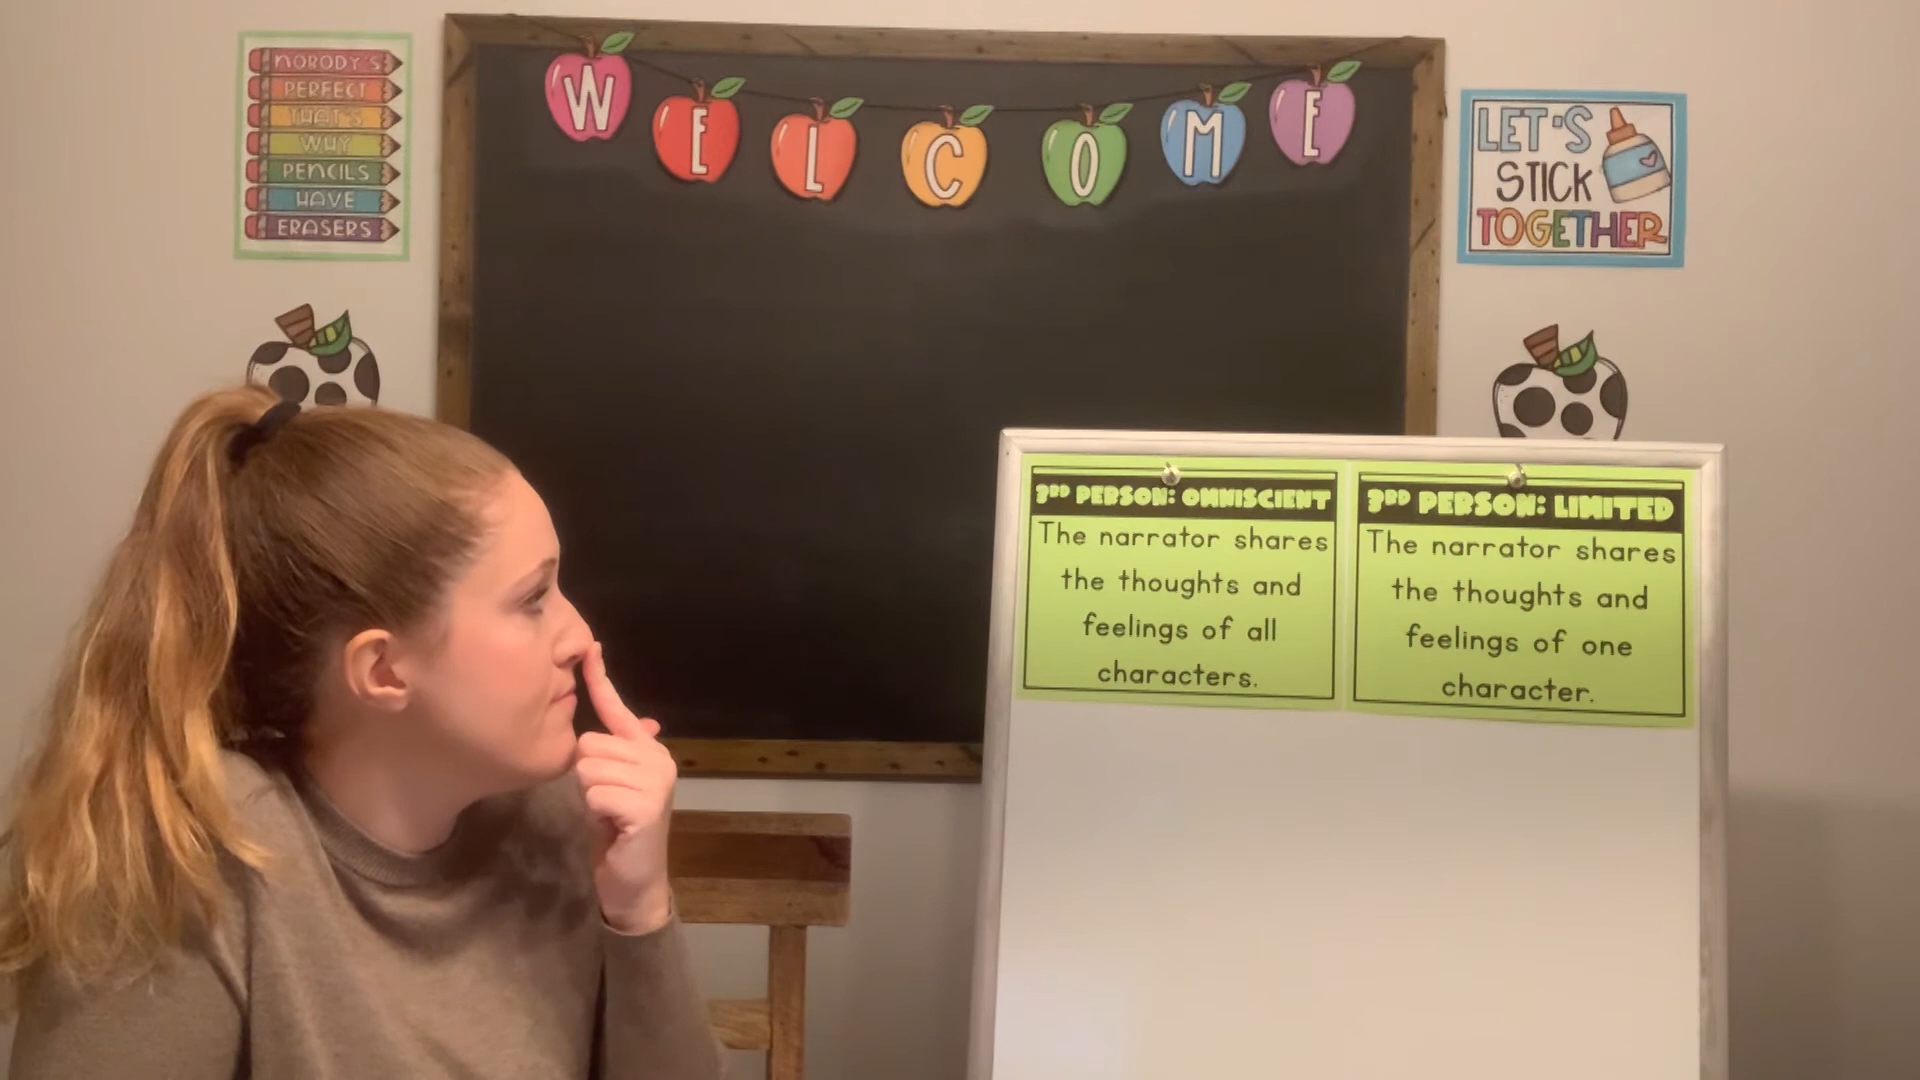 NOBODY'S
PERFECT
THAT'S
WHY
PENCILS
HAVE
ERASERS
WELCOME
LET'S
STICK
TOGETHER
3RD PERSON: OMNISCIENT
The narrator shares
the thoughts and
feelings of all
characters.
3RD PERSON: LIMITED
The narrator shares
the thoughts and
feelings of one
character.